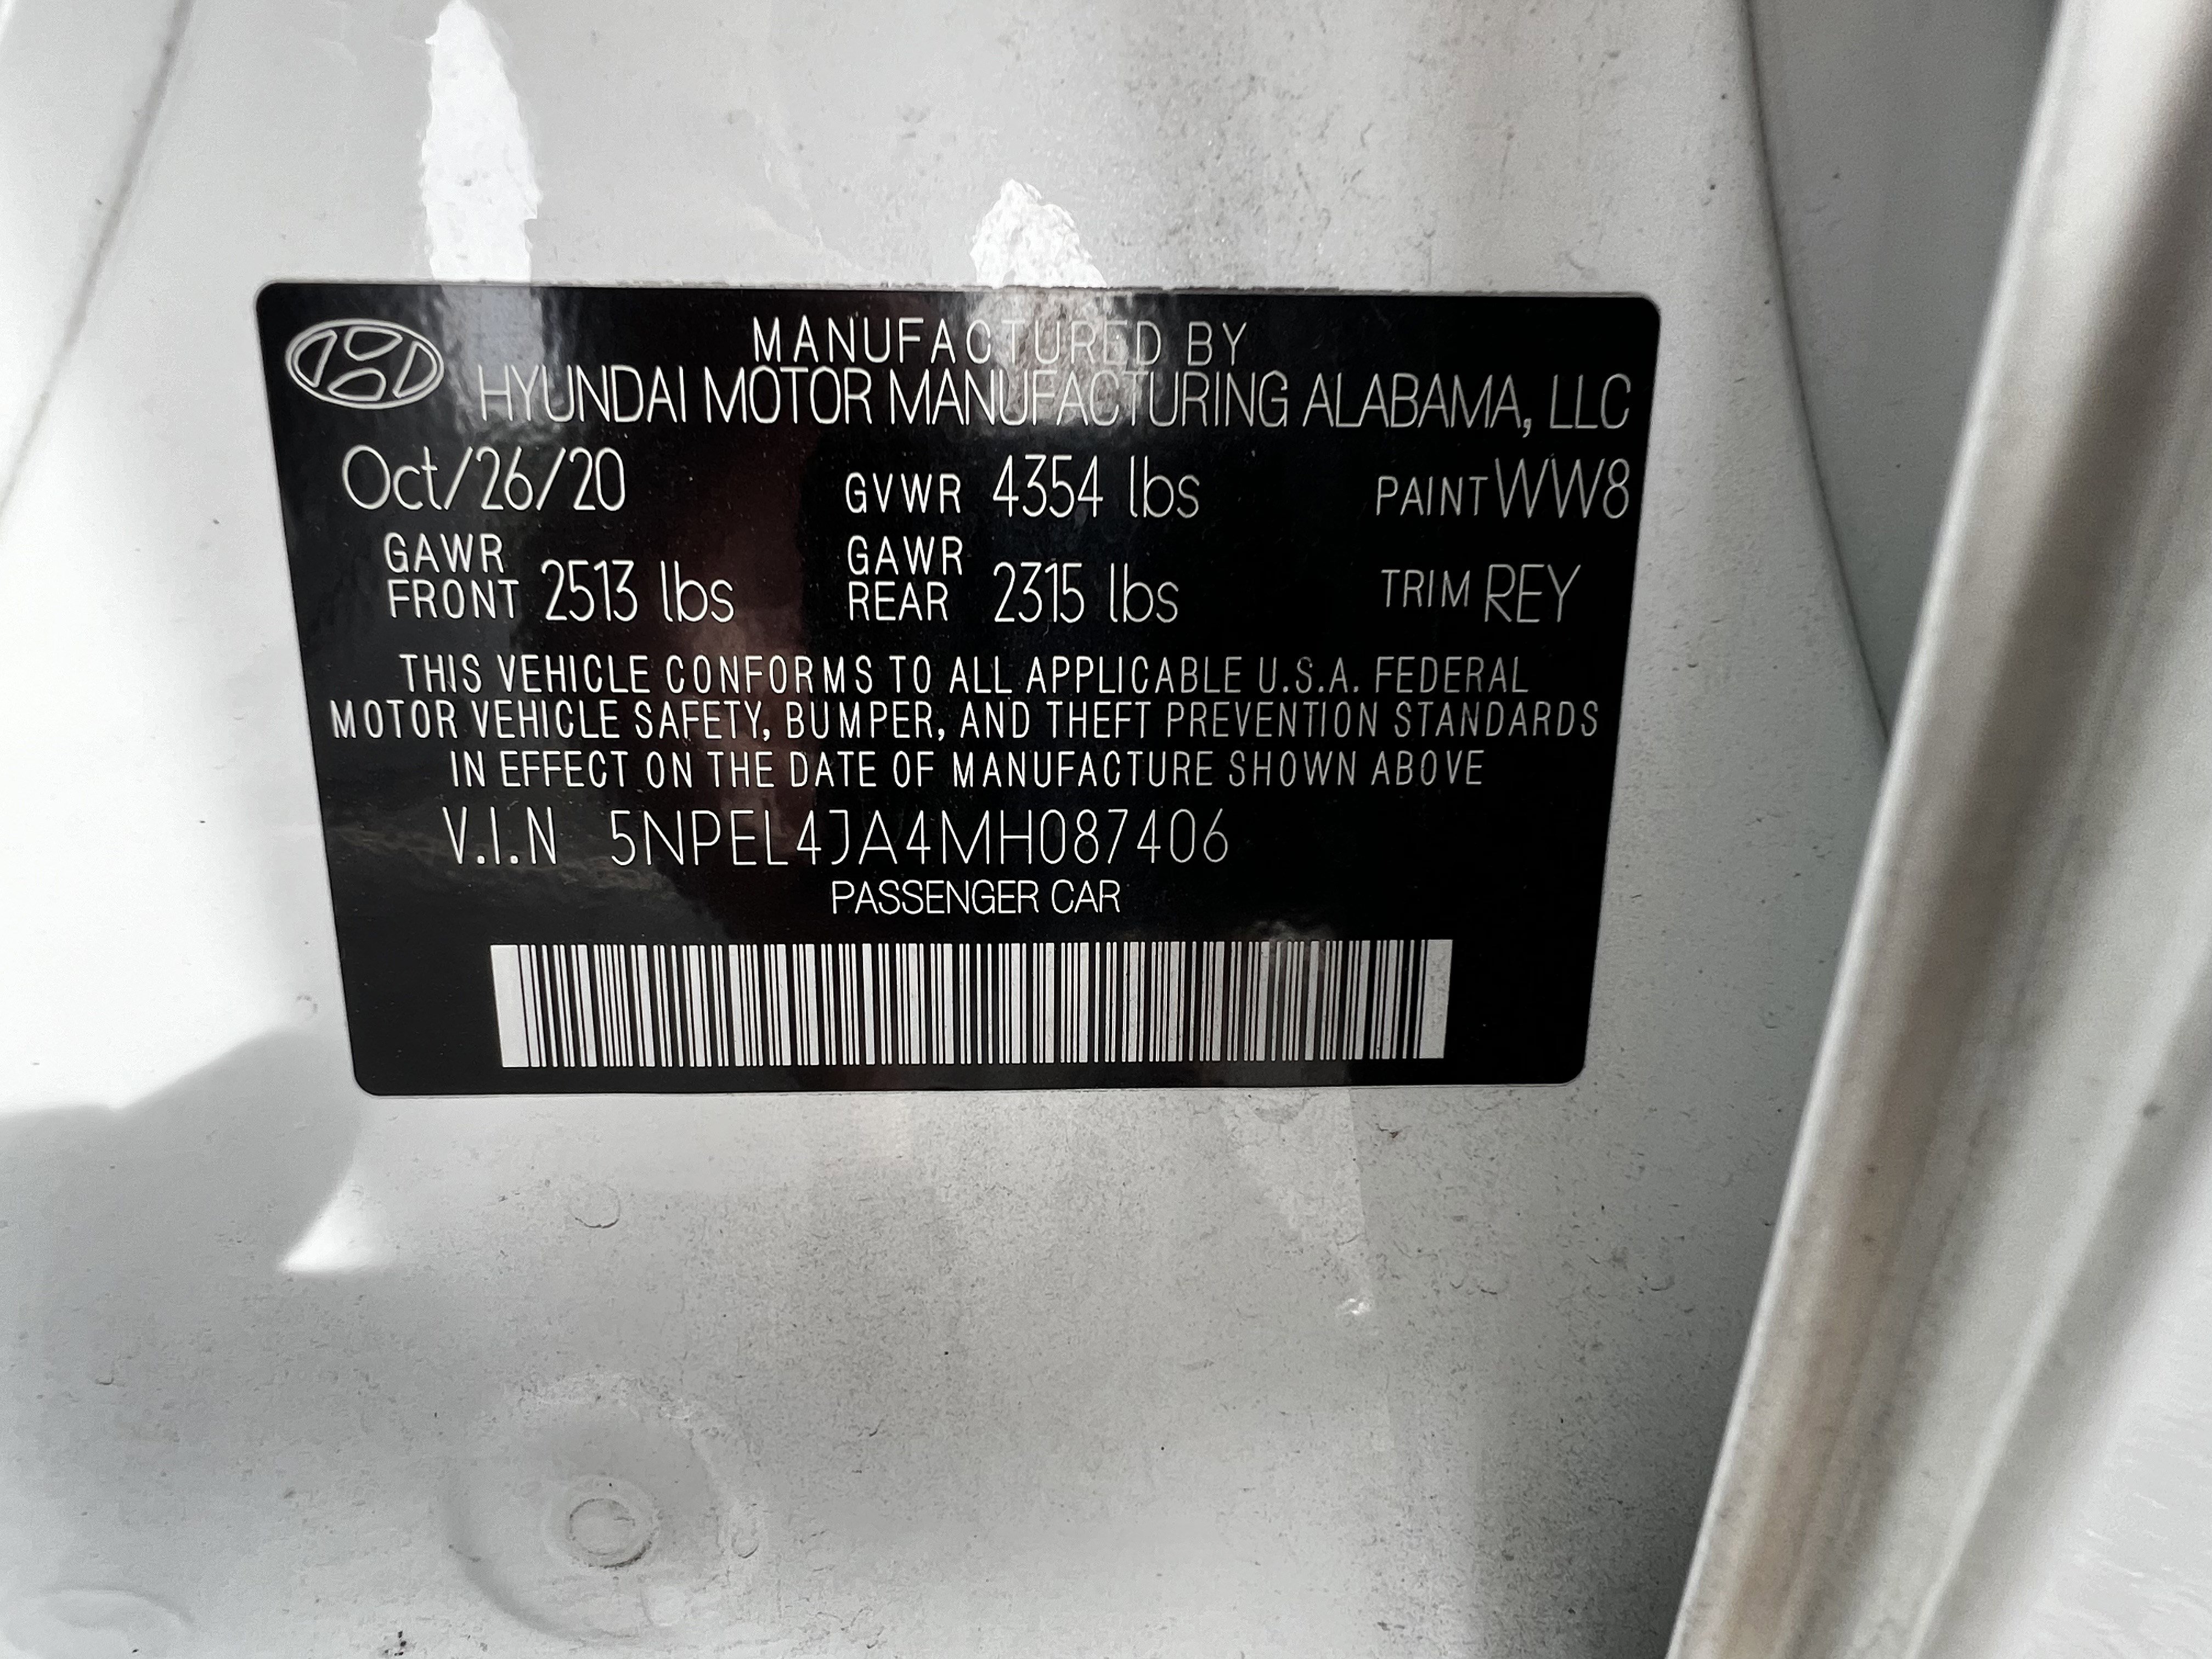 MANUFACTURED BY
HYUNDAI MOTOR MANUFACTURING ALABAMA, LLC
Oct/26/20 GVWR 4354 lbs PAINT WW8
GAWR FRONT 2513 lbs GAWR REAR 2315 lbs TRIM REY
THIS VEHICLE CONFORMS TO ALL APPLICABLE U.S.A. FEDERAL
MOTOR VEHICLE SAFETY, BUMPER, AND THEFT PREVENTION STANDARDS
IN EFFECT ON THE DATE OF MANUFACTURE SHOWN ABOVE
V.I.N 5NPEL4JA4MH087406
PASSENGER CAR